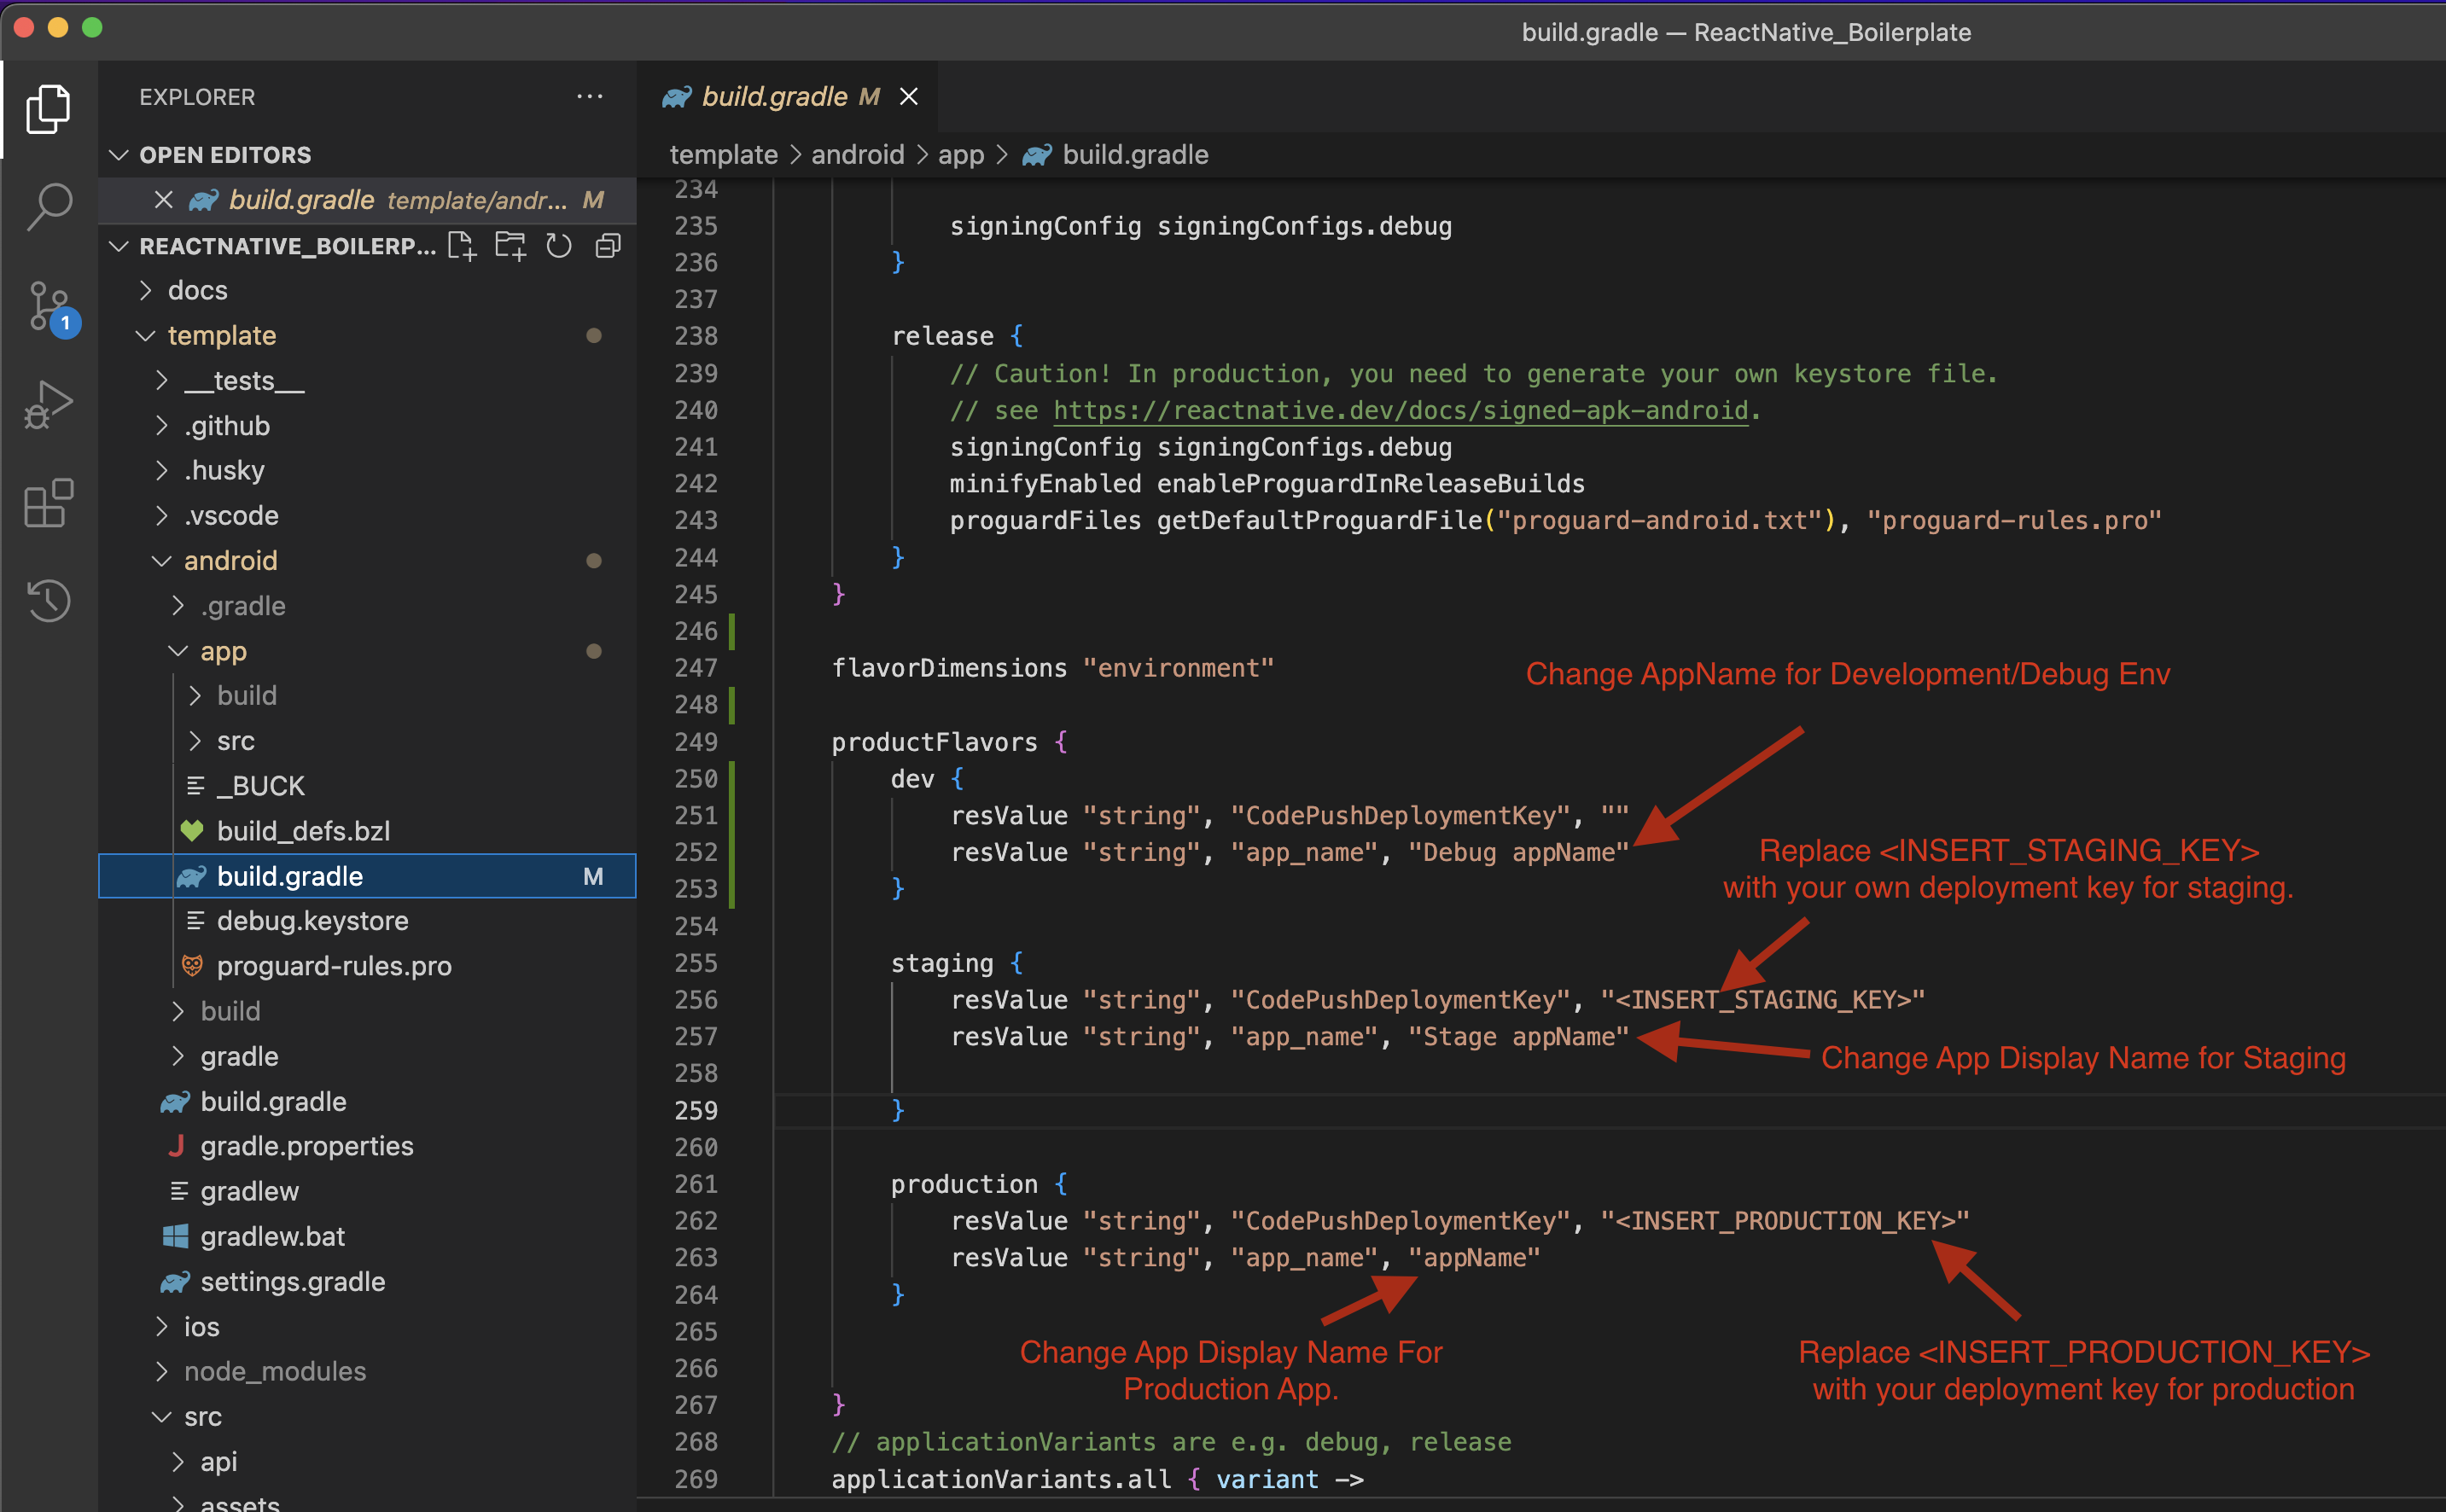 build.gradle — ReactNative_Boilerplate
EXPLORER
OPEN EDITORS
build.gradle template/andr... M
REACTNATIVE_BOILERP...
docs
template
__tests__
.github
.husky
.vscode
android
.gradle
app
build
src
_BUCK
build_defs.bzl
build.gradle M
debug.keystore
proguard-rules.pro
build
gradle
build.gradle
gradle.properties
gradlew
gradlew.bat
settings.gradle
ios
node_modules
src
api
assets
1
build.gradle M
template > android > app > build.gradle
234
235 signingConfig signingConfigs.debug
236 }
237
238 release {
239 // Caution! In production, you need to generate your own keystore file.
240 // see https://reactnative.dev/docs/signed-apk-android.
241 signingConfig signingConfigs.debug
242 minifyEnabled enableProguardInReleaseBuilds
243 proguardFiles getDefaultProguardFile("proguard-android.txt"), "proguard-rules.pro"
244 }
245 }
246
247 flavorDimensions "environment"
Change AppName for Development/Debug Env
248
249 productFlavors {
250 dev {
251 resValue "string", "CodePushDeploymentKey", ""
252 resValue "string", "app_name", "Debug appName"
Replace <INSERT_STAGING_KEY>
with your own deployment key for staging.
253 }
254
255 staging {
256 resValue "string", "CodePushDeploymentKey", "<INSERT_STAGING_KEY>"
257 resValue "string", "app_name", "Stage appName"
Change App Display Name for Staging
258
259 }
260
261 production {
262 resValue "string", "CodePushDeploymentKey", "<INSERT_PRODUCTION_KEY>"
263 resValue "string", "app_name", "appName"
264 }
265
Change App Display Name For
Production App.
Replace <INSERT_PRODUCTION_KEY>
with your deployment key for production
266
267 }
268 // applicationVariants are e.g. debug, release
269 applicationVariants.all { variant ->